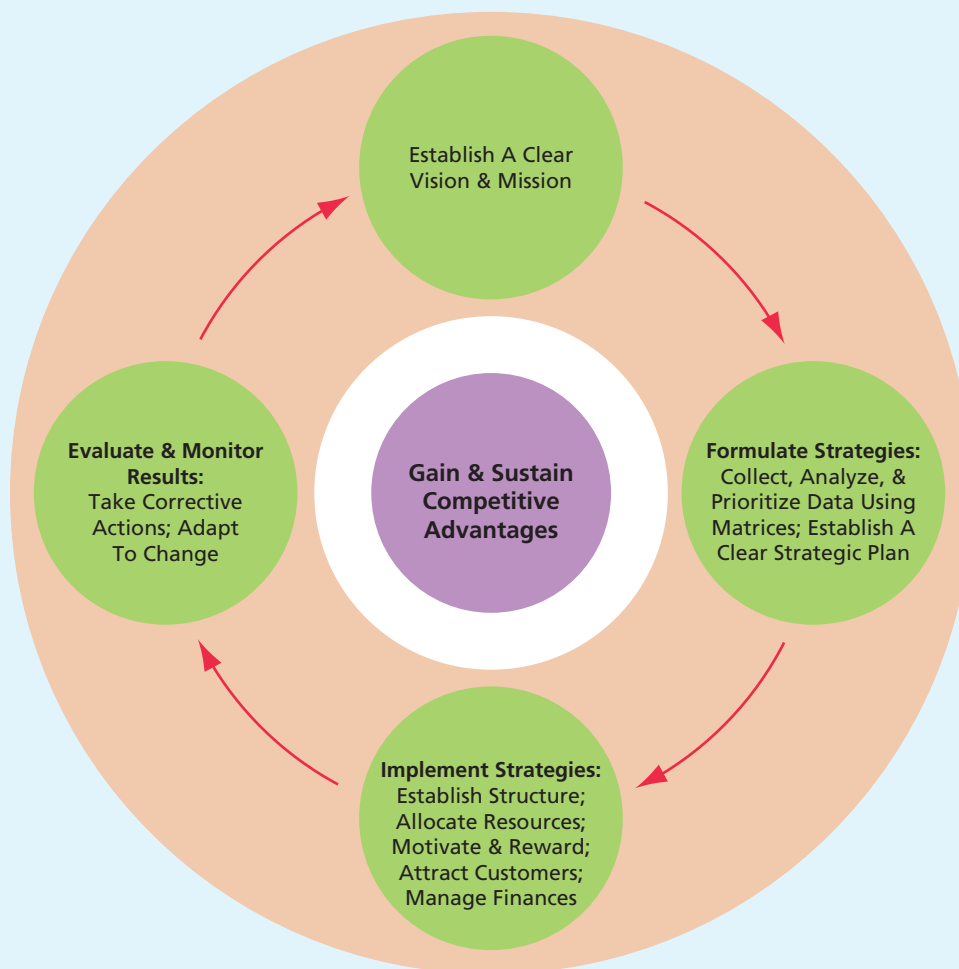 Establish A Clear
Vision & Mission
Formulate Strategies:
Collect, Analyze, &
Prioritize Data Using
Matrices; Establish A
Clear Strategic Plan
Implement Strategies:
Establish Structure;
Allocate Resources;
Motivate & Reward;
Attract Customers;
Manage Finances
Evaluate & Monitor
Results:
Take Corrective
Actions; Adapt
To Change
Gain & Sustain
Competitive
Advantages